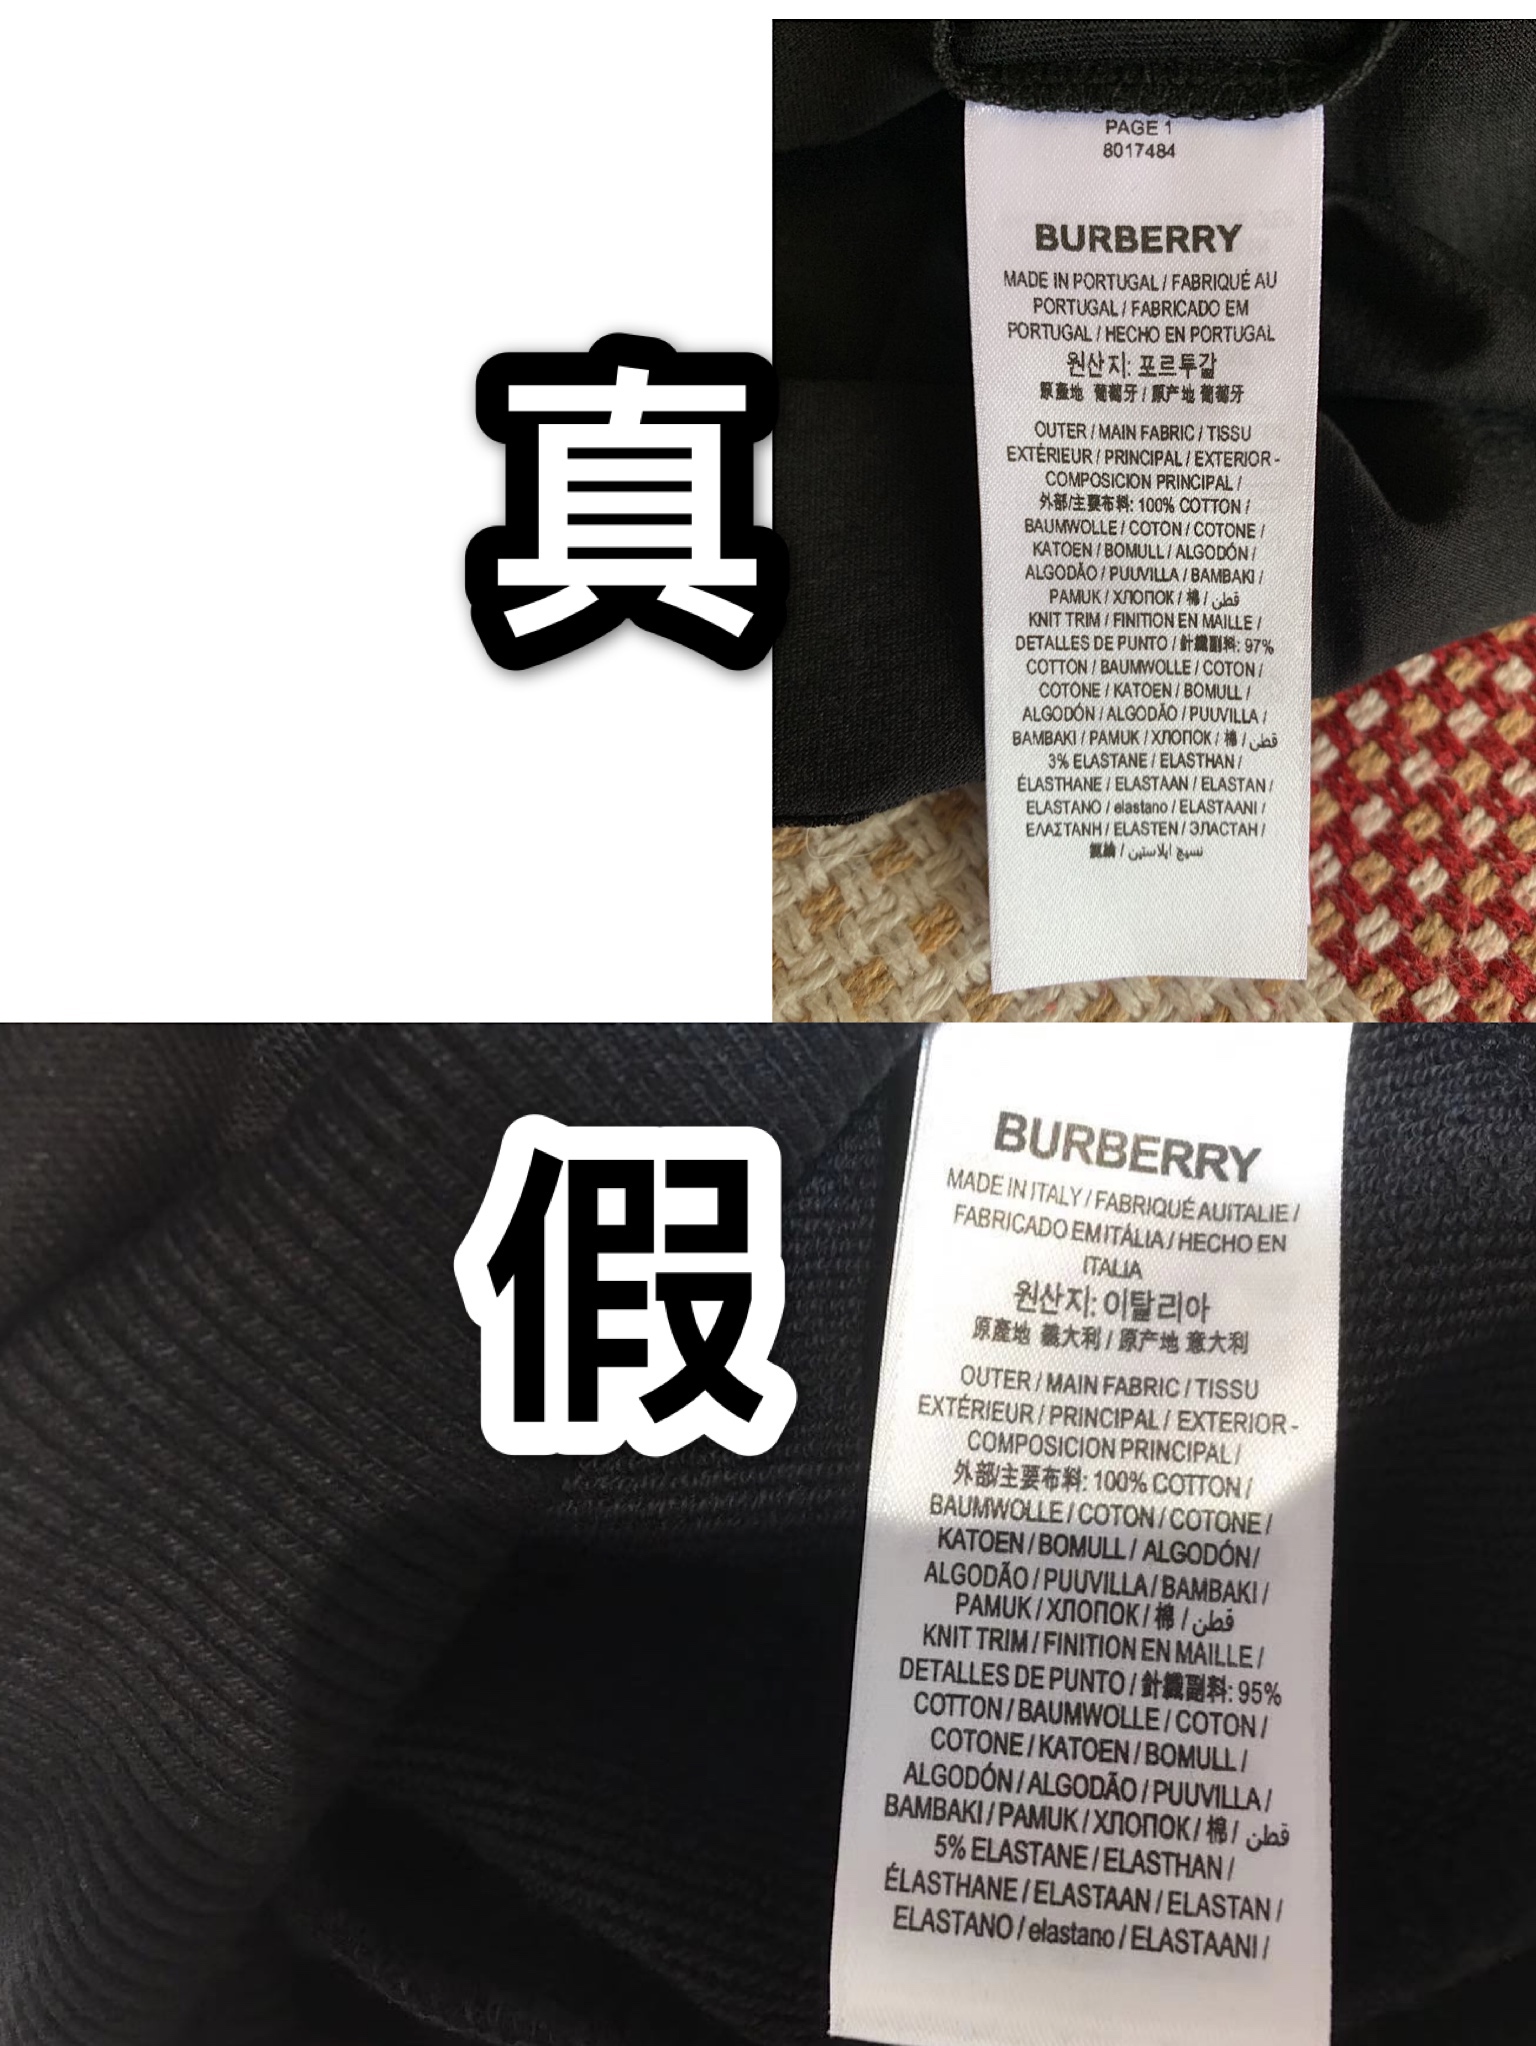 真
PAGE 1
8017484
BURBERRY
MADE IN PORTUGAL / FABRIQUÉ AU
PORTUGAL / FABRICADO EM
PORTUGAL / HECHO EN PORTUGAL
원산지: 포르투갈
原產地 葡萄牙 / 原产地 葡萄牙
OUTER / MAIN FABRIC / TISSU
EXTÉRIEUR / PRINCIPAL / EXTERIOR -
COMPOSICION PRINCIPAL /
外部/主要布料: 100% COTTON /
BAUMWOLLE / COTON / COTONE /
KATOEN / BOMULL / ALGODÓN /
ALGODÃO / PUUVILLA / BAMBAKI /
PAMUK / ХЛОПОК / 棉 / قطن
KNIT TRIM / FINITION EN MAILLE /
DETALLES DE PUNTO / 針織副料: 97%
COTTON / BAUMWOLLE / COTON /
COTONE / KATOEN / BOMULL /
ALGODÓN / ALGODÃO / PUUVILLA /
BAMBAKI / PAMUK / ХЛОПОК / 棉 / قطن
3% ELASTANE / ELASTHAN /
ÉLASTHANE / ELASTAAN / ELASTAN /
ELASTANO / elastano / ELASTAANI /
ΕΛΑΣΤΑΝΗ / ELASTEN / ЭЛАСТАН /
/ نسيج ايلاستين
假
BURBERRY
MADE IN ITALY / FABRIQUÉ AUITALIE /
FABRICADO EMITÁLIA / HECHO EN
ITALIA
원산지: 이탈리아
原產地 義大利 / 原产地 意大利
OUTER / MAIN FABRIC / TISSU
EXTÉRIEUR / PRINCIPAL / EXTERIOR -
COMPOSICION PRINCIPAL /
外部/主要布料: 100% COTTON /
BAUMWOLLE / COTON / COTONE /
KATOEN / BOMULL / ALGODÓN /
ALGODÃO / PUUVILLA / BAMBAKI /
PAMUK / ХЛОПОК / 棉 / قطن
KNIT TRIM / FINITION EN MAILLE /
DETALLES DE PUNTO / 針織副料: 95%
COTTON / BAUMWOLLE / COTON /
COTONE / KATOEN / BOMULL /
ALGODÓN / ALGODÃO / PUUVILLA /
BAMBAKI / PAMUK / ХЛОПОК / 棉 / قطن
5% ELASTANE / ELASTHAN /
ÉLASTHANE / ELASTAAN / ELASTAN /
ELASTANO / elastano / ELASTAANI /